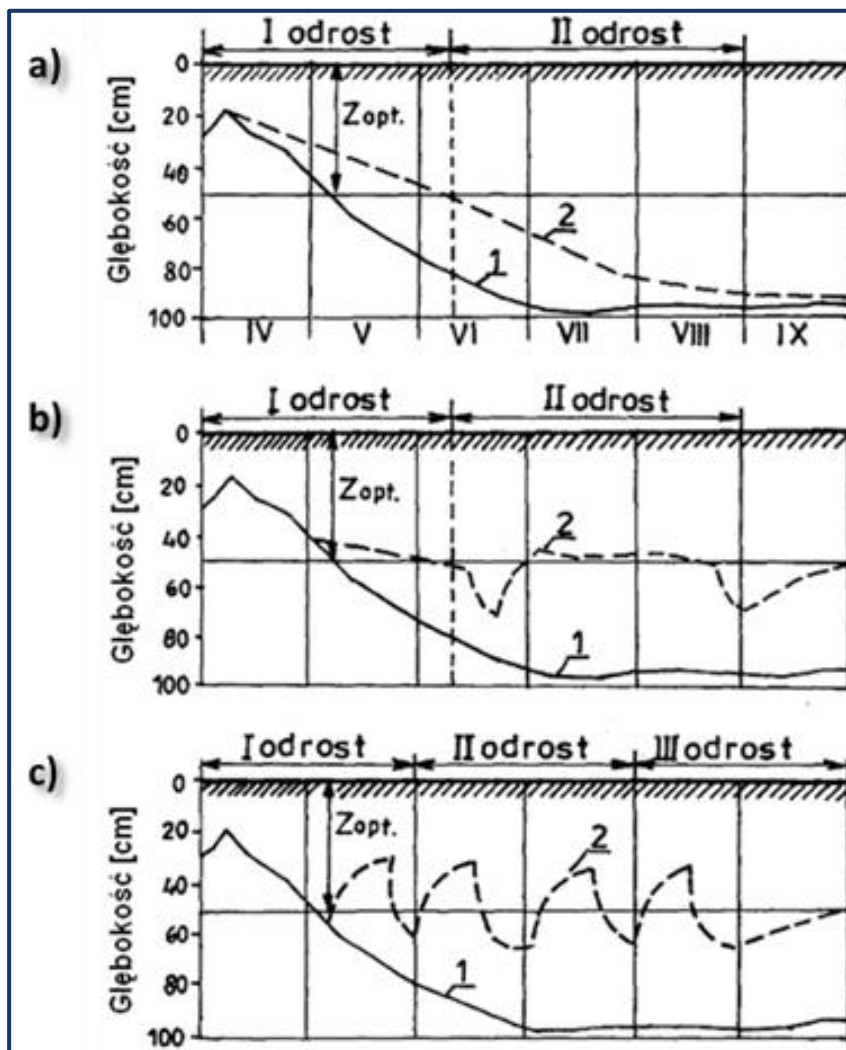 I odrost II odrost
a)
0
20
40
60
80
100
Głębokość [cm]
Zopt.
2
1
IV V VI VII VIII IX
I odrost II odrost
b)
0
20
40
60
80
100
Głębokość [cm]
Zopt.
2
1
I odrost II odrost III odrost
c)
0
20
40
60
80
100
Głębokość [cm]
Zopt.
2
1